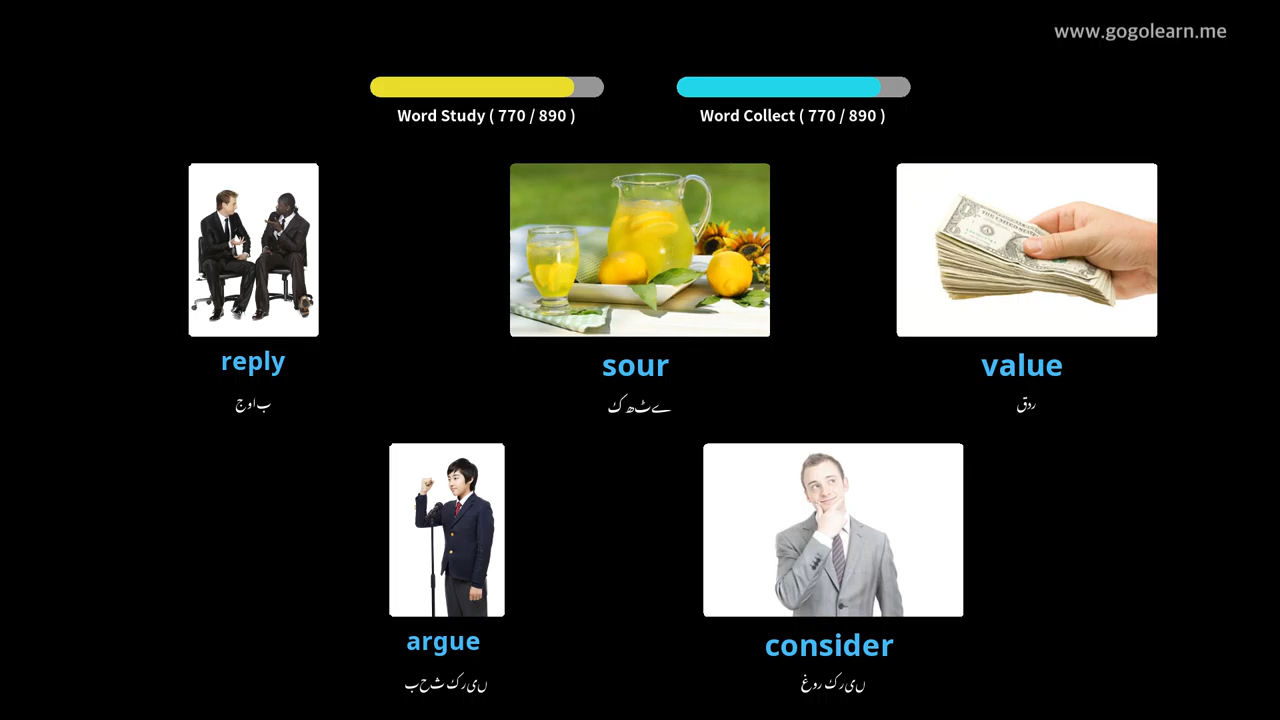 www.gogolearn.me
Word Study ( 770 / 890 )
Word Collect ( 770 / 890 )
reply
جواب
sour
کھٹے
value
قدر
argue
بحث کریں
consider
غور کریں